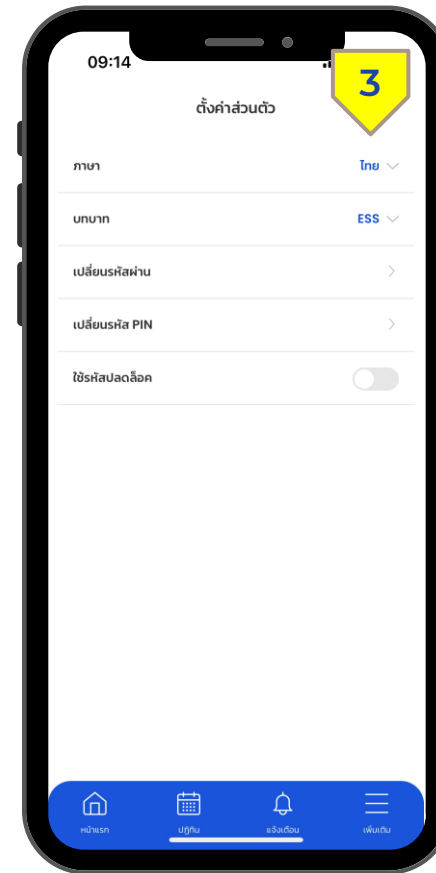 09:14
3
ตั้งค่าส่วนตัว
ภาษา ไทย
บทบาท ESS
เปลี่ยนรหัสผ่าน
เปลี่ยนรหัส PIN
ใช้รหัสปลดล็อค
หน้าแรก ปฏิทิน แจ้งเตือน เพิ่มเติม